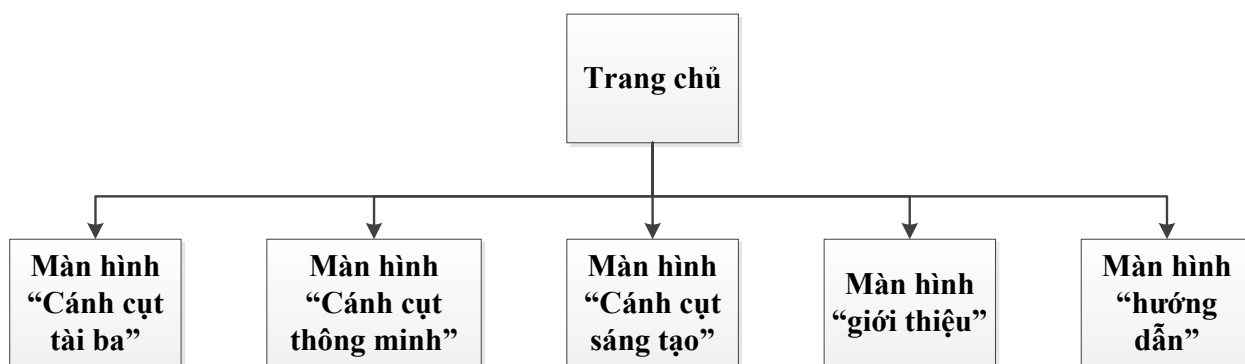 Trang chủ
Màn hình
“Cánh cụt
tài ba”
Màn hình
“Cánh cụt
thông minh”
Màn hình
“Cánh cụt
sáng tạo”
Màn hình
“giới thiệu”
Màn hình
“hướng
dẫn”